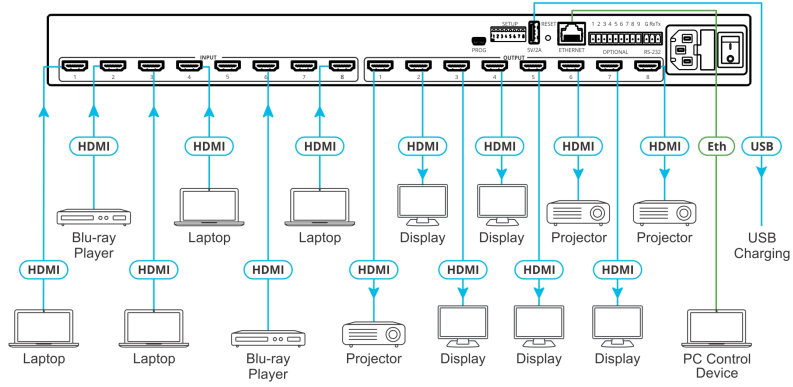 SETUP
RESET
1 2 3 4 5 6 7 8 9 G Rx Tx
1 2 3 4 5 6 7 8
PROG
5V/2A
ETHERNET
OPTIONAL
RS-232
INPUT
OUTPUT
1 2 3 4 5 6 7 8
1 2 3 4 5 6 7 8
HDMI HDMI HDMI HDMI HDMI HDMI HDMI Eth USB
Blu-ray
Player
Laptop
Laptop
Display
Display
Projector
Projector
USB
Charging
HDMI HDMI HDMI HDMI HDMI HDMI HDMI
Laptop
Laptop
Blu-ray
Player
Projector
Display
Display
Display
PC Control
Device